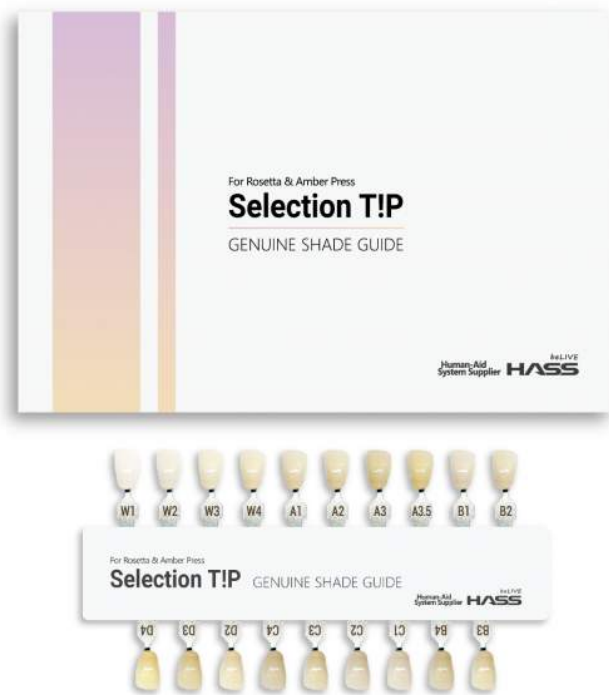 For Rosetta & Amber Press
Selection T!P
GENUINE SHADE GUIDE
beLIVE
Human-Aid
System Supplier HASS
W1 W2 W3 W4 A1 A2 A3 A3.5 B1 B2
For Rosetta & Amber Press
Selection T!P GENUINE SHADE GUIDE
beLIVE
Human-Aid
System Supplier HASS
D4 D3 D2 C4 C3 C2 C1 B4 B3